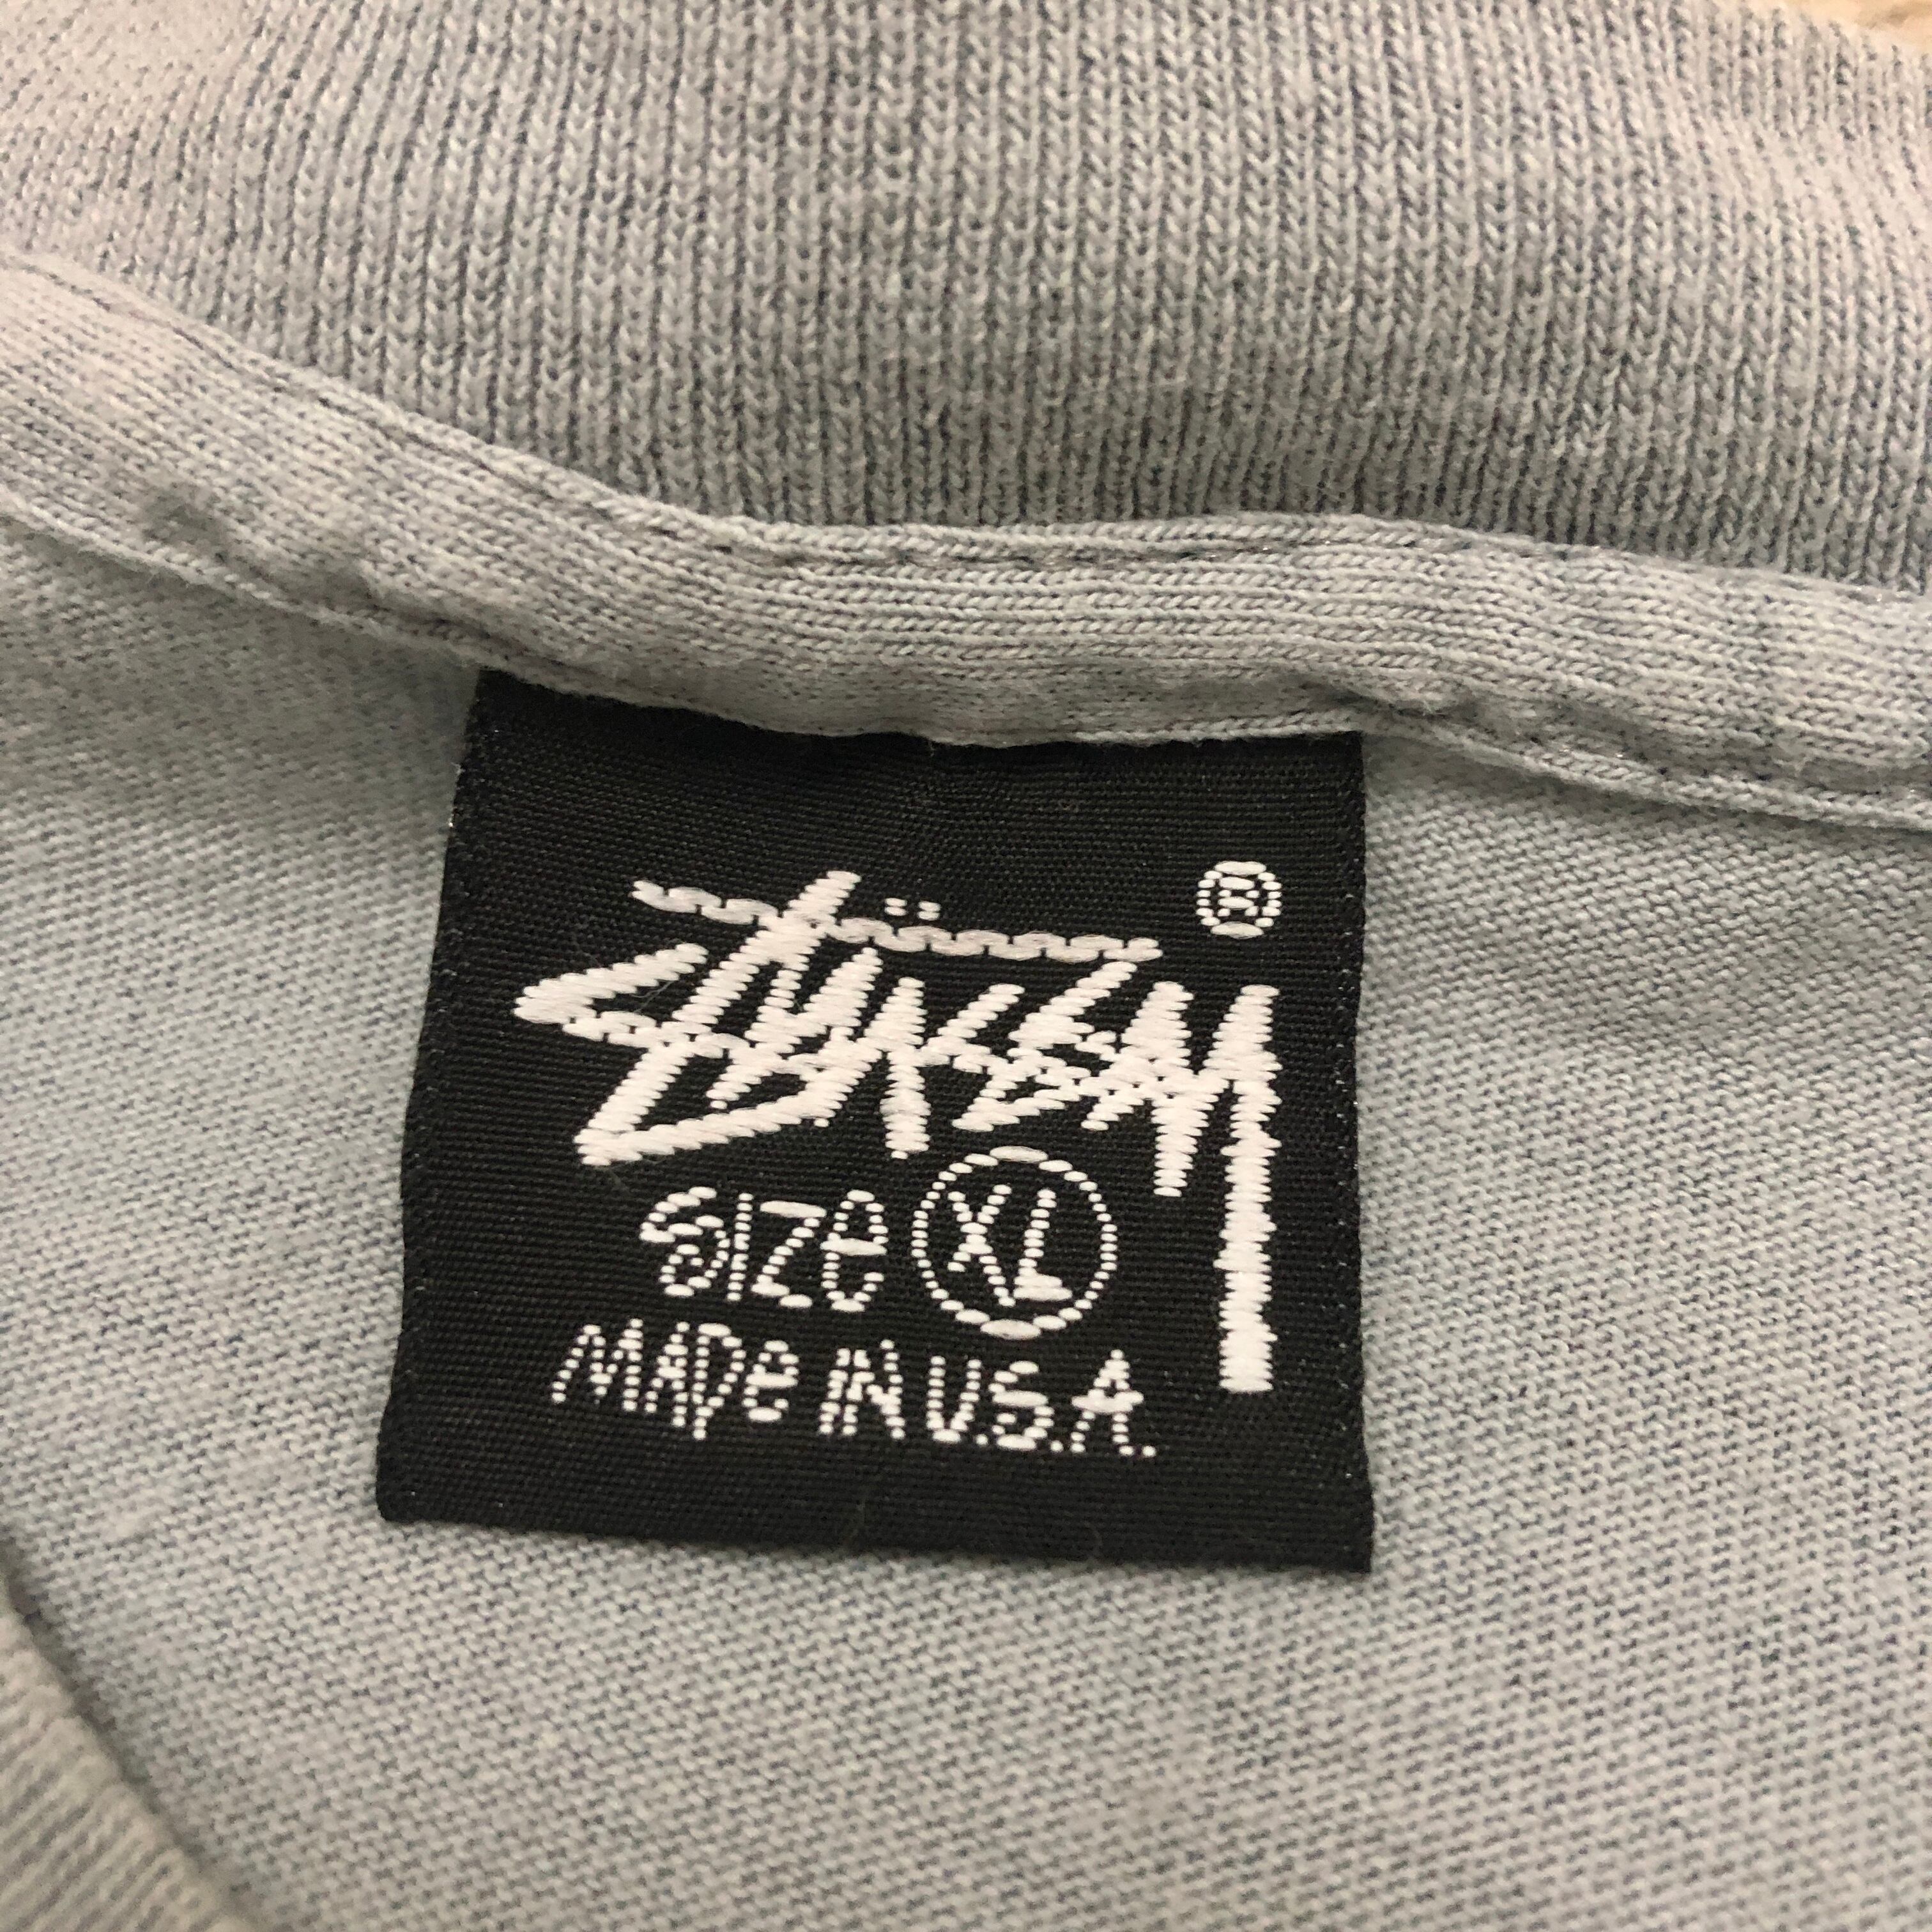 Stüssy ®
Size XL
Made in U.S.A.